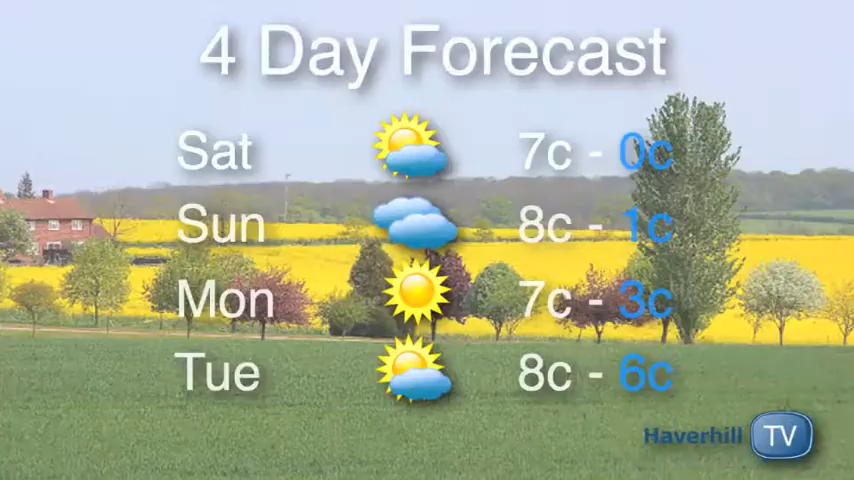 4 Day Forecast
Sat 7c - 0c
Sun 8c - 1c
Mon 7c - 3c
Tue 8c - 6c
Haverhill TV